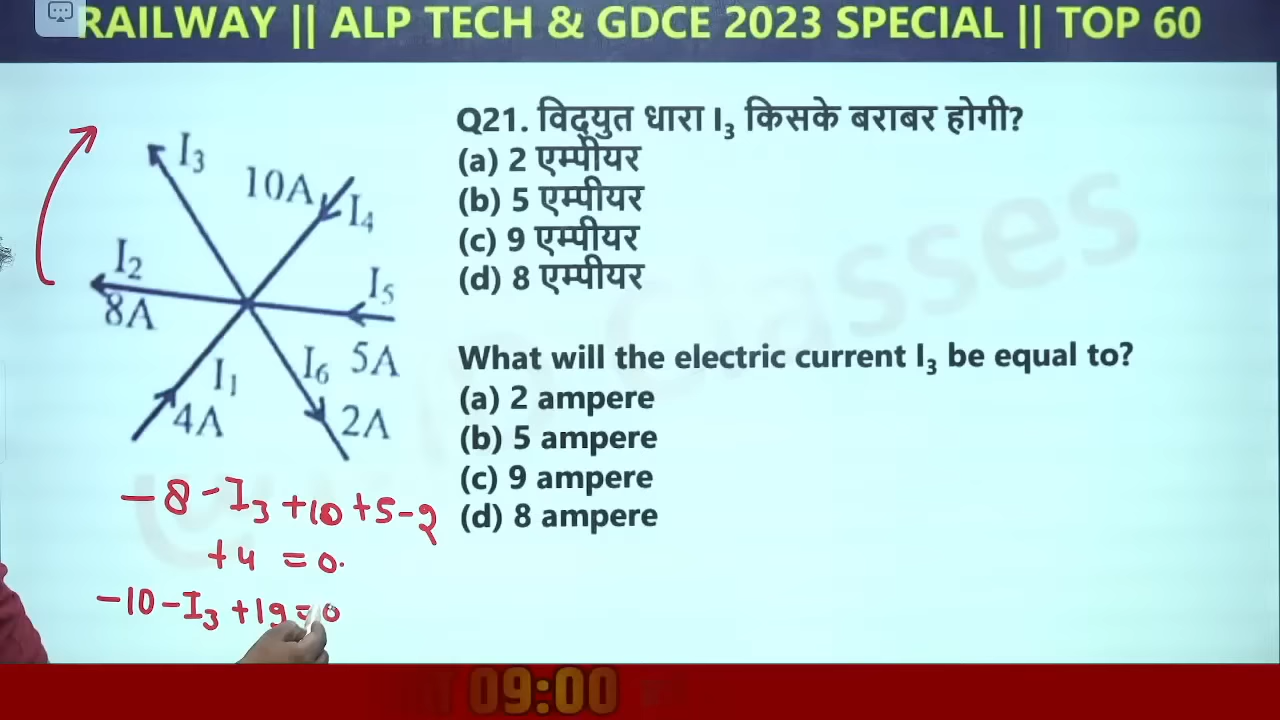 RAILWAY || ALP TECH & GDCE 2023 SPECIAL || TOP 60
Q21. विद्युत धारा I₃ किसके बराबर होगी?
(a) 2 एम्पीयर
(b) 5 एम्पीयर
(c) 9 एम्पीयर
(d) 8 एम्पीयर
What will the electric current I₃ be equal to?
(a) 2 ampere
(b) 5 ampere
(c) 9 ampere
(d) 8 ampere
I₃
10A
I₄
I₂
8A
I₅
5A
I₁
4A
I₆
2A
-8-I₃+10+5-2
+4 =0.
-10-I₃+19=0
Classes
09:00